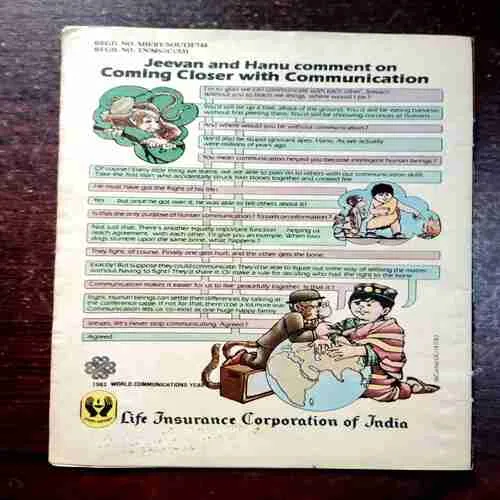 REGD. NO. MH-BY/SOUTH/744
Jeevan and Hanu comment on
Coming Closer with Communication
I'm so glad we can communicate with each other, Jeevan.
Without you to teach me things, where would I be?
You'd still be up a tree, afraid of the ground. You'd still be eating bananas
without first peeling them. You'd still be throwing coconuts at humans.
And where would you be without communication?
We'd also be stupid ignorant apes, Hanu. As we actually
were millions of years ago.
You mean communication helped you become intelligent human beings?
Of course! Every little thing we learnt, we are able to pass on to others with our communication skills.
Take the first man who accidentally struck two stones together and created fire.
He must have got the fright of his life!
Yes ... but once he got over it, he was able to tell others about it!
Is that the only purpose of human communication? To pass on information?
Not just that. There's another equally important function ... helping us
reach agreement, with each other. I'll give you an example. When two
dogs stumble upon the same bone, what happens?
They fight, of course. Finally one gets hurt, and the other gets the bone.
Exactly! But suppose they could communicate. They'd be able to figure out some way of settling the matter
without having to fight! They'd share it. Or make a rule for deciding who had the right to the bone.
Communication makes it easier for us to live peacefully together. Is that it?
Right. Human beings can settle their differences by talking at
the conference-table. If not for that, there'd be a lot more war.
Communication lets us co-exist as one huge happy family.
Jeevan, let's never stop communicating. Agreed?
Agreed.
1983 WORLD COMMUNICATIONS YEAR
Life Insurance Corporation of India